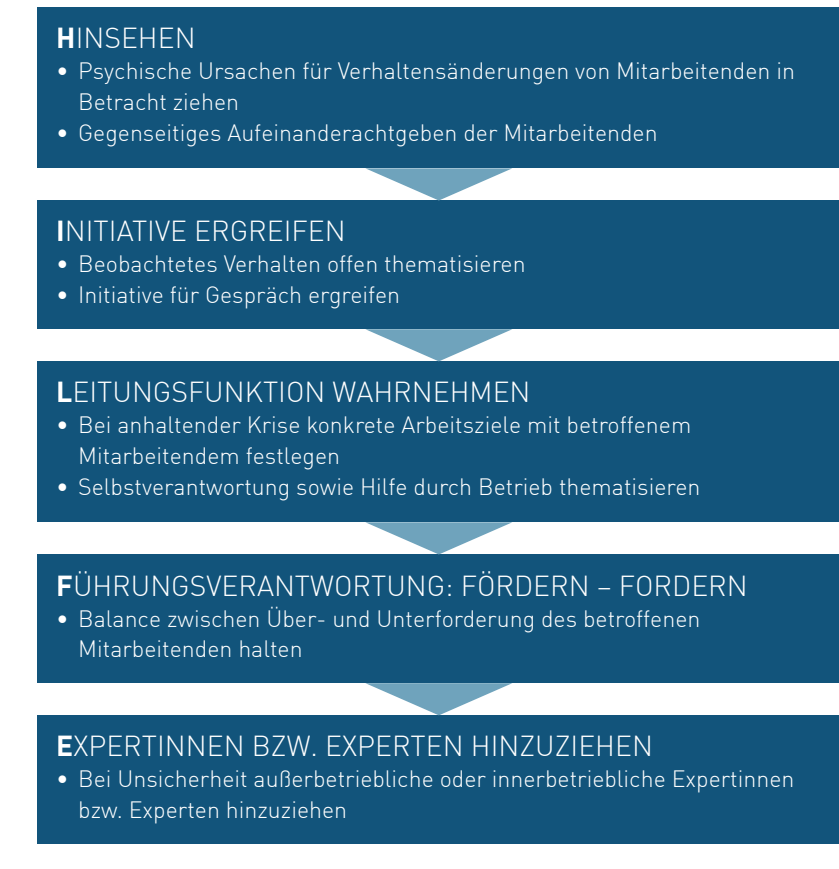 HINSEHEN
• Psychische Ursachen für Verhaltensänderungen von Mitarbeitenden in
Betracht ziehen
• Gegenseitiges Aufeinanderachtgeben der Mitarbeitenden
INITIATIVE ERGREIFEN
• Beobachtetes Verhalten offen thematisieren
• Initiative für Gespräch ergreifen
LEITUNGSFUNKTION WAHRNEHMEN
• Bei anhaltender Krise konkrete Arbeitsziele mit betroffenem
Mitarbeitendem festlegen
• Selbstverantwortung sowie Hilfe durch Betrieb thematisieren
FÜHRUNGSVERANTWORTUNG: FÖRDERN – FORDERN
• Balance zwischen Über- und Unterforderung des betroffenen
Mitarbeitenden halten
EXPERTINNEN BZW. EXPERTEN HINZUZIEHEN
• Bei Unsicherheit außerbetriebliche oder innerbetriebliche Expertinnen
bzw. Experten hinzuziehen